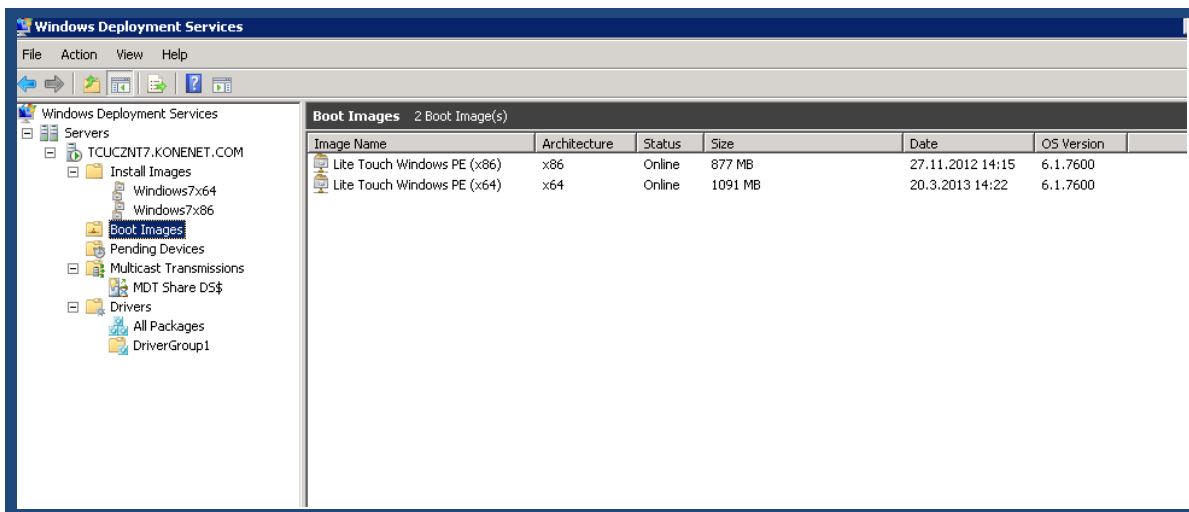 Windows Deployment Services
File Action View Help
Windows Deployment Services
Servers
TCUCZNT7.KONENET.COM
Install Images
Windiows7x64
Windows7x86
Boot Images
Pending Devices
Multicast Transmissions
MDT Share DS$
Drivers
All Packages
DriverGroup1
Boot Images 2 Boot Image(s)
Image Name Architecture Status Size Date OS Version
Lite Touch Windows PE (x86) x86 Online 877 MB 27.11.2012 14:15 6.1.7600
Lite Touch Windows PE (x64) x64 Online 1091 MB 20.3.2013 14:22 6.1.7600